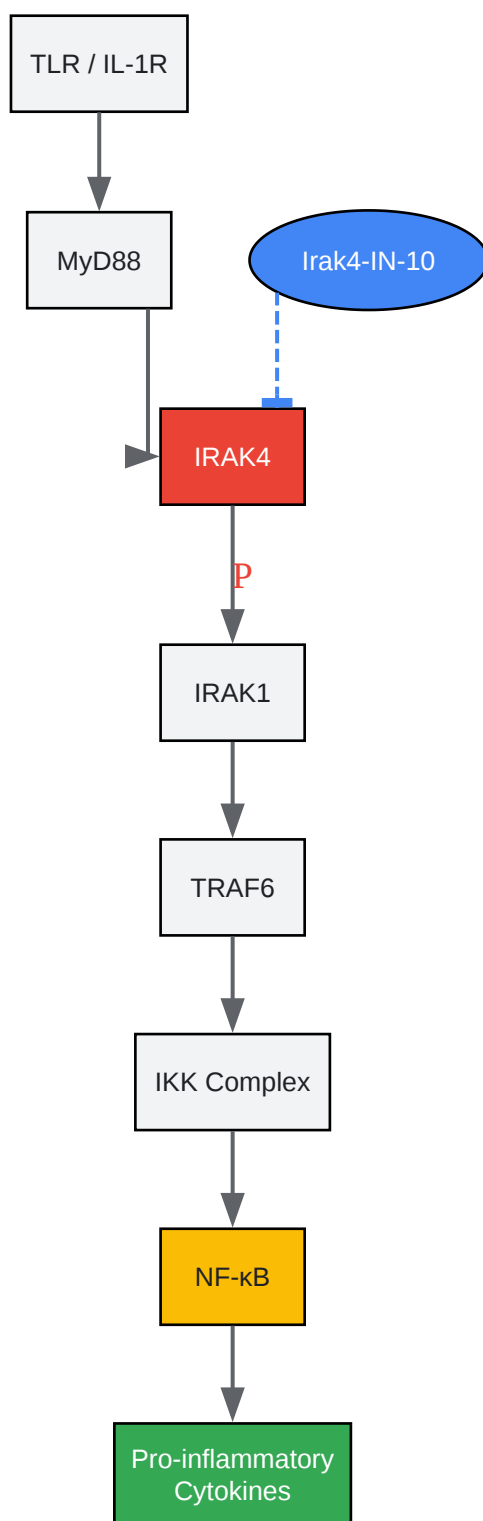 TLR / IL-1R
MyD88
Irak4-IN-10
IRAK4
P
IRAK1
TRAF6
IKK Complex
NF-κB
Pro-inflammatory
Cytokines